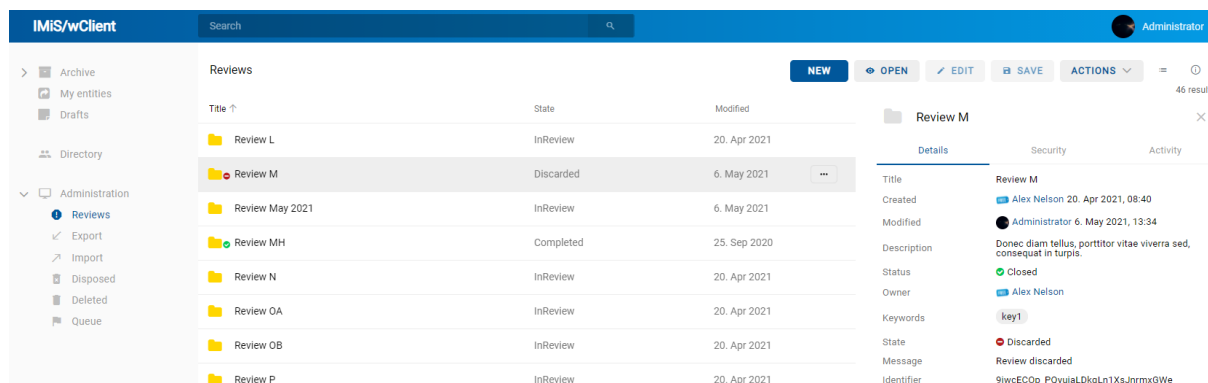 IMiS/wClient
Search
Administrator
Archive
My entities
Drafts
Directory
Administration
Reviews
Export
Import
Disposed
Deleted
Queue
Reviews
NEW
OPEN
EDIT
SAVE
ACTIONS
46 resul
Title State Modified
Review L InReview 20. Apr 2021
Review M Discarded 6. May 2021
Review May 2021 InReview 6. May 2021
Review MH Completed 25. Sep 2020
Review N InReview 20. Apr 2021
Review OA InReview 20. Apr 2021
Review OB InReview 20. Apr 2021
Review P InReview 20. Apr 2021
Review M
Details Security Activity
Title Review M
Created Alex Nelson 20. Apr 2021, 08:40
Modified Administrator 6. May 2021, 13:34
Description Donec diam tellus, porttitor vitae viverra sed,
consequat in turpis.
Status Closed
Owner Alex Nelson
Keywords key1
State Discarded
Message Review discarded
Identifier